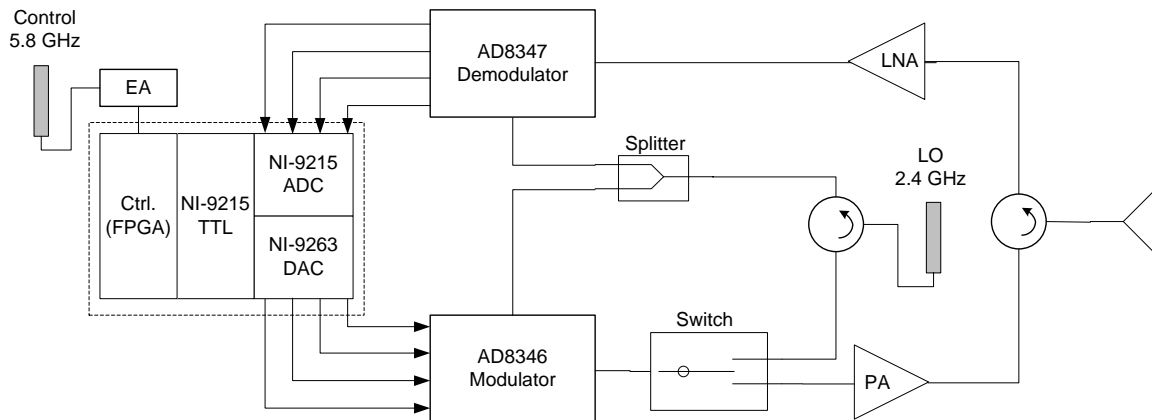 Control
5.8 GHz
EA
Ctrl.
(FPGA)
NI-9215
TTL
NI-9215
ADC
NI-9263
DAC
AD8347
Demodulator
LNA
Splitter
LO
2.4 GHz
AD8346
Modulator
Switch
PA